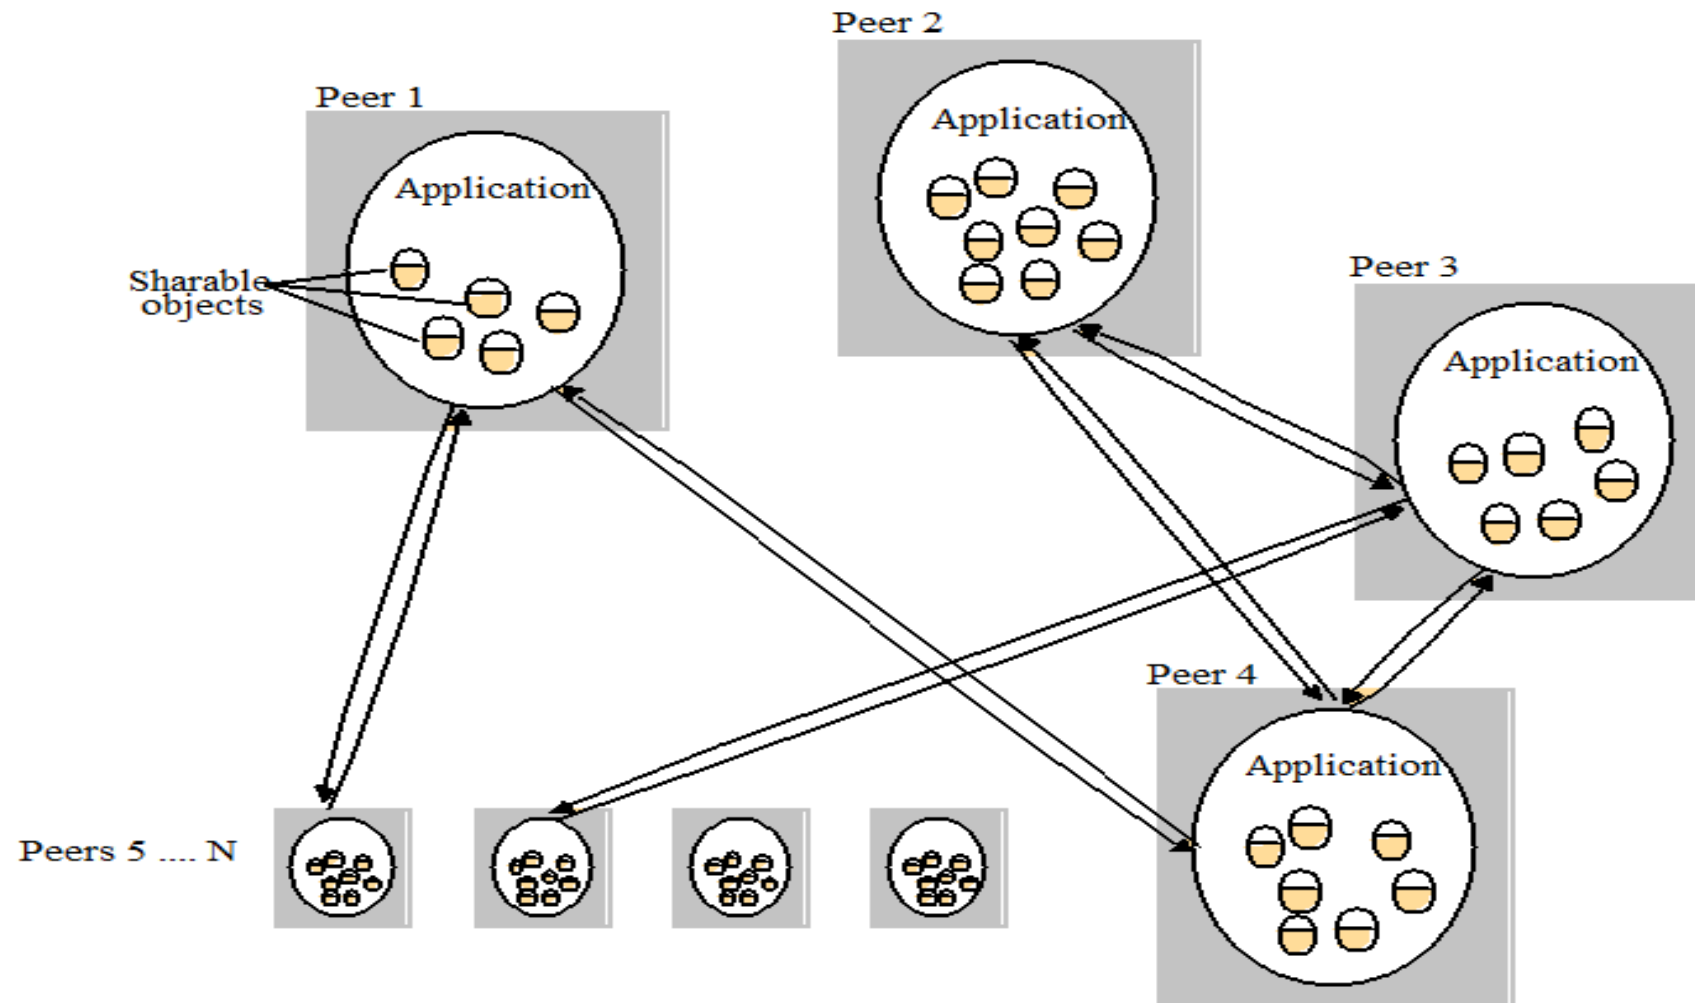 Peer 2
Application
Peer 1
Application
Sharable
objects
Peer 3
Application
Peer 4
Application
Peers 5 .... N